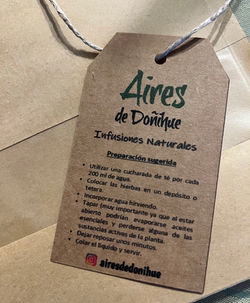 Aires
de Doñihue
Infusiones Naturales
Preparación sugerida
• Utilizar una cucharada de té por cada
200 ml de agua.
• Colocar las hierbas en un depósito o
tetera.
• Incorporar agua hirviendo.
• Tapar (muy importante ya que al estar
abierto podrían evaporarse aceites
esenciales y perderse alguna de las
sustancias activas de la planta.
• Dejar reposar unos minutos.
• Colar el líquido y servir.
airesdedonihue